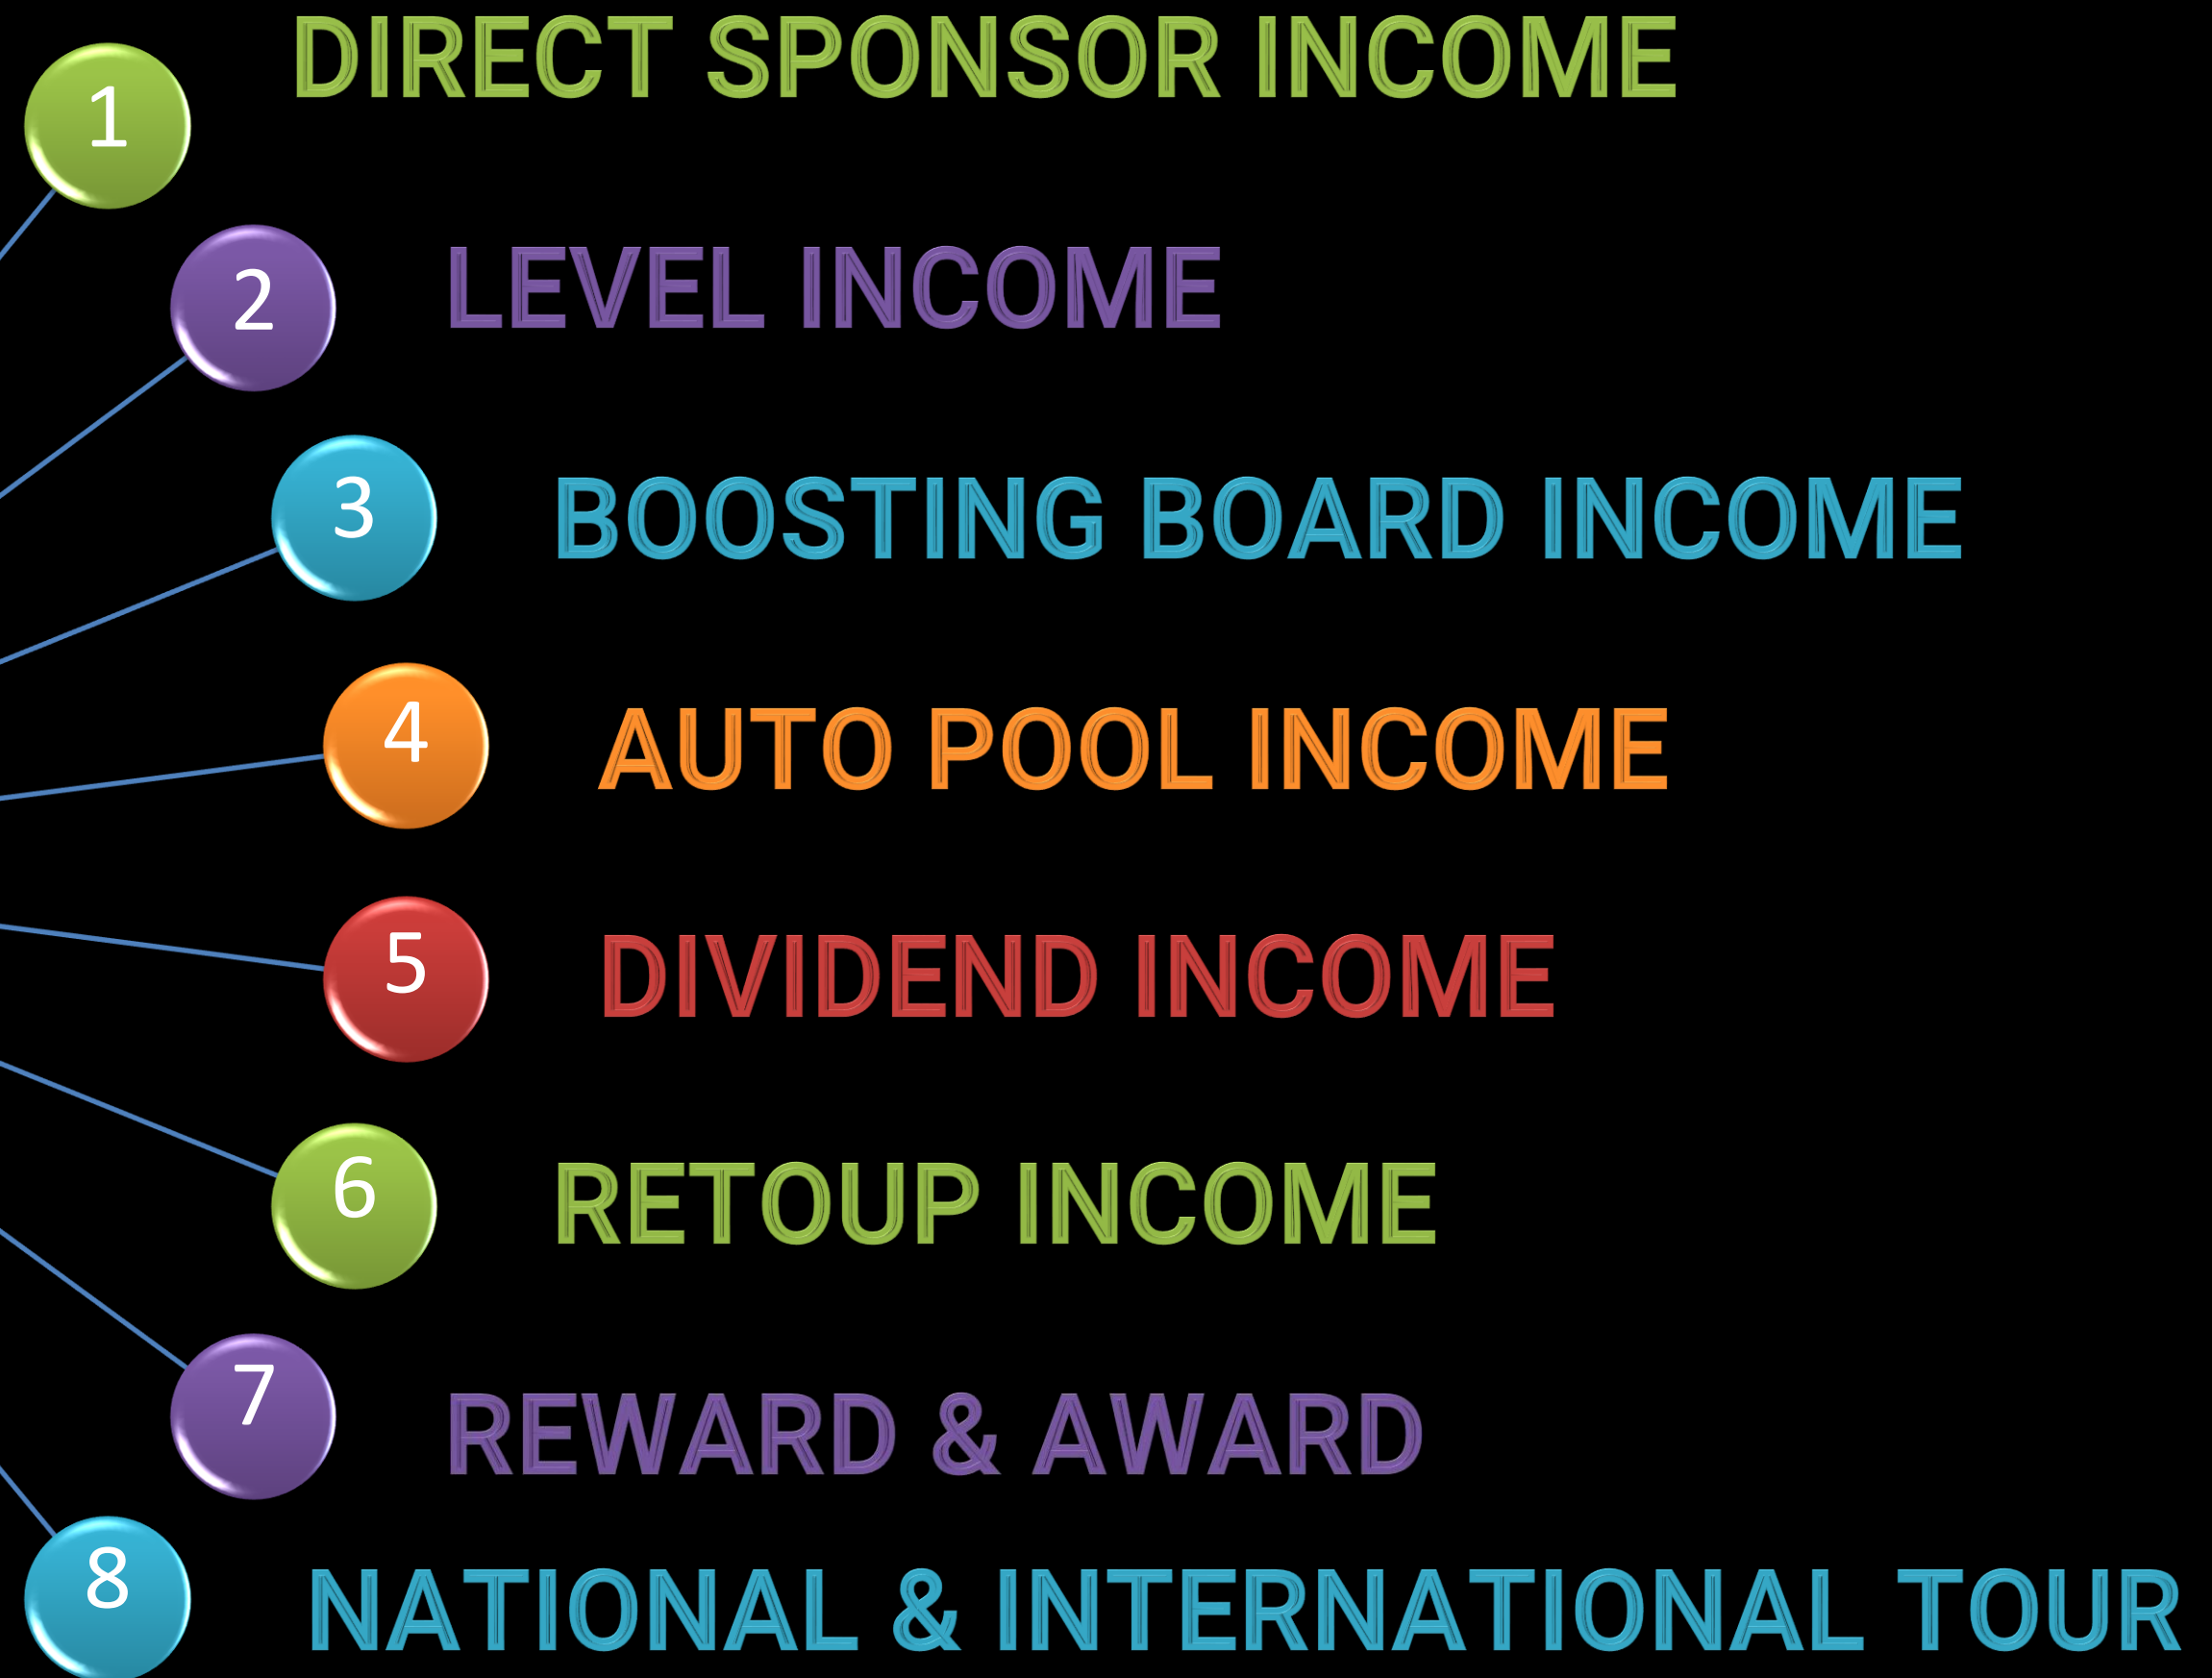 1 DIRECT SPONSOR INCOME
2 LEVEL INCOME
3 BOOSTING BOARD INCOME
4 AUTO POOL INCOME
5 DIVIDEND INCOME
6 RETOUP INCOME
7 REWARD & AWARD
8 NATIONAL & INTERNATIONAL TOUR